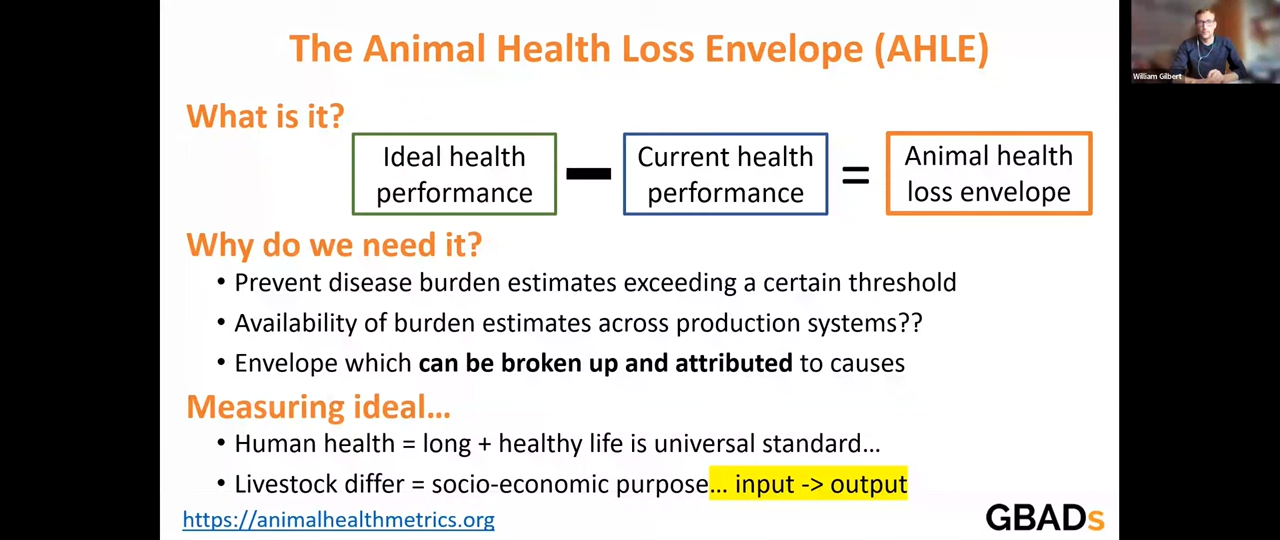 The Animal Health Loss Envelope (AHLE)
William Gilbert
What is it?
Ideal health
performance
Current health
performance
=
Animal health
loss envelope
Why do we need it?
• Prevent disease burden estimates exceeding a certain threshold
• Availability of burden estimates across production systems??
• Envelope which can be broken up and attributed to causes
Measuring ideal…
• Human health = long + healthy life is universal standard…
• Livestock differ = socio-economic purpose… input -> output
https://animalhealthmetrics.org
GBADs